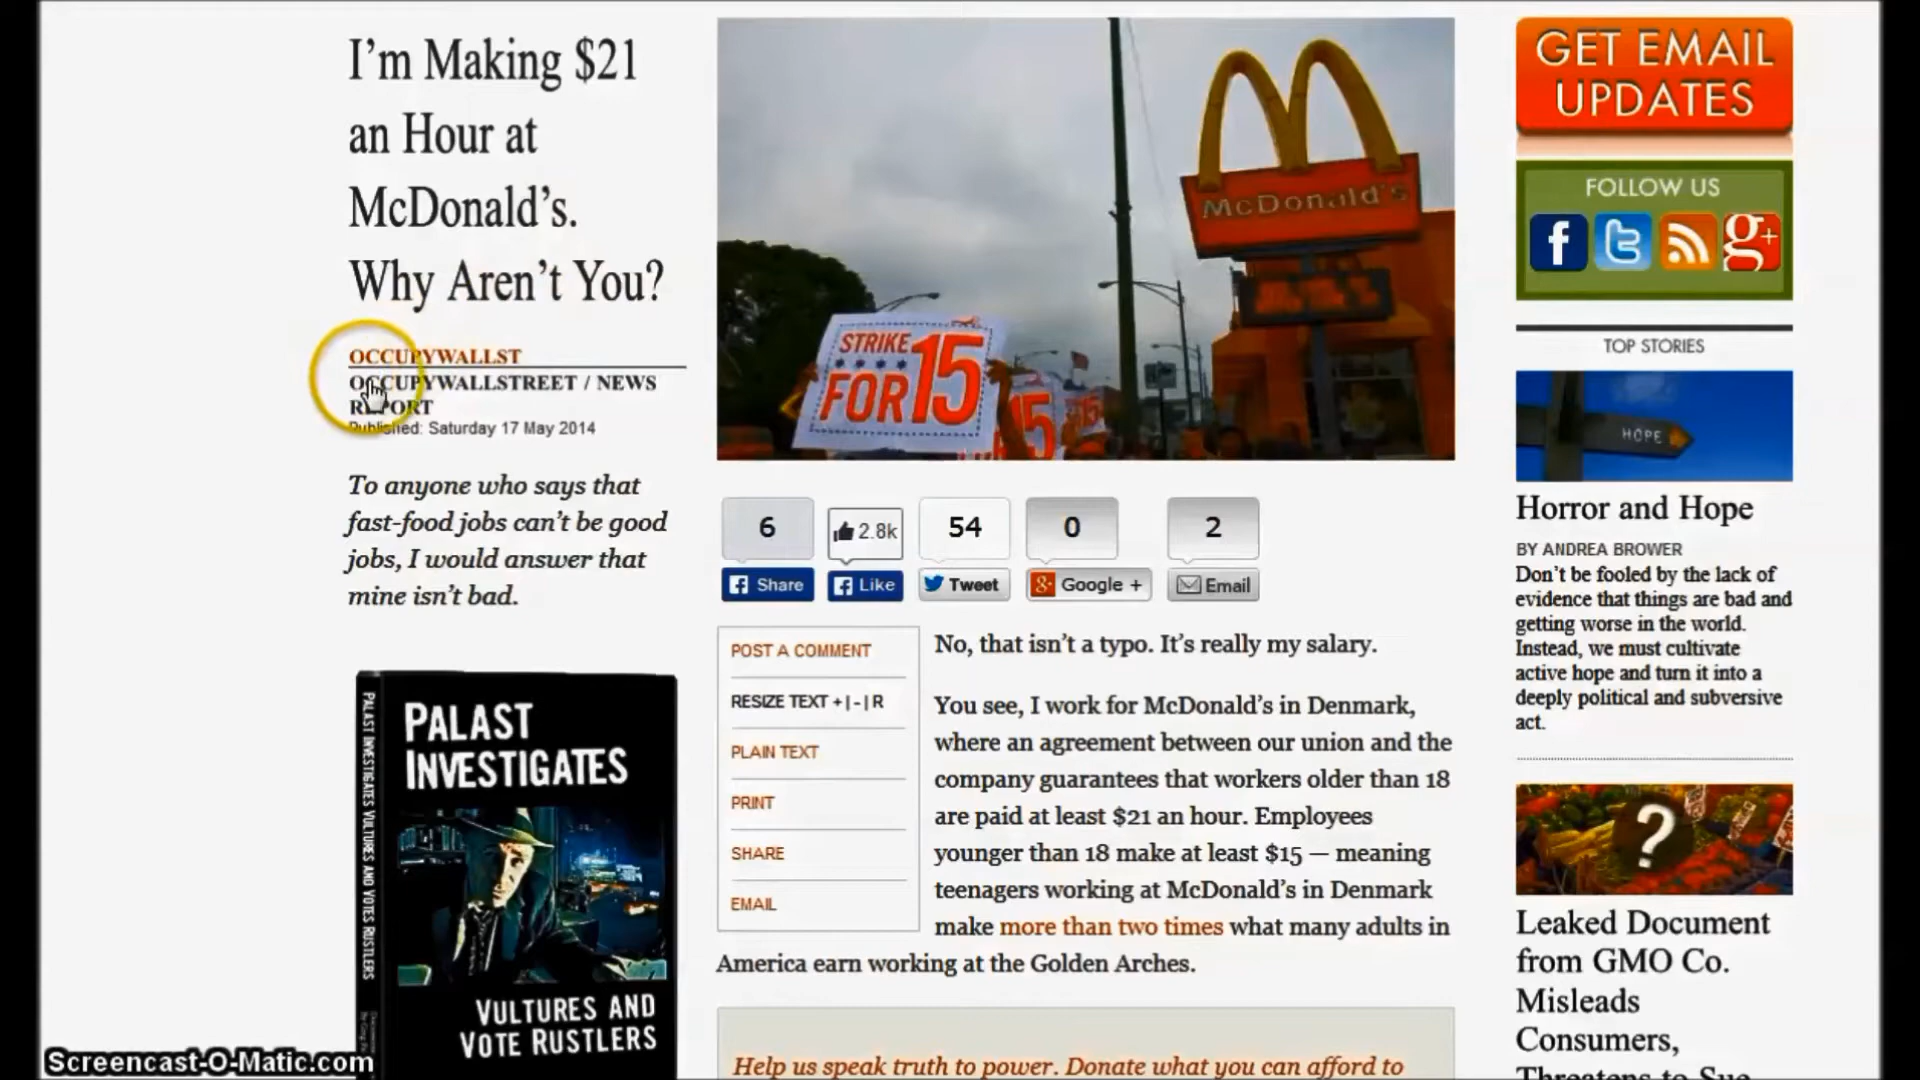 I'm Making $21
an Hour at
McDonald's.
Why Aren't You?
OCCUPYWALLST
OCCUPYWALLSTREET / NEWS
REPORT
Published: Saturday 17 May 2014
To anyone who says that
fast-food jobs can't be good
jobs, I would answer that
mine isn't bad.
PALAST
INVESTIGATES
PALAST INVESTIGATES VULTURES AND VOTES RUSTLERS
VULTURES AND
VOTE RUSTLERS
McDonald's
STRIKE
FOR 15
15
15
6
2.8k
54
0
2
Share
Like
Tweet
Google +
Email
POST A COMMENT
RESIZE TEXT +|-|R
PLAIN TEXT
PRINT
SHARE
EMAIL
No, that isn't a typo. It's really my salary.
You see, I work for McDonald's in Denmark,
where an agreement between our union and the
company guarantees that workers older than 18
are paid at least $21 an hour. Employees
younger than 18 make at least $15 — meaning
teenagers working at McDonald's in Denmark
make more than two times what many adults in
America earn working at the Golden Arches.
Help us speak truth to power. Donate what you can afford to
GET EMAIL
UPDATES
FOLLOW US
f
t
g+
TOP STORIES
HOPE
Horror and Hope
BY ANDREA BROWER
Don't be fooled by the lack of
evidence that things are bad and
getting worse in the world.
Instead, we must cultivate
active hope and turn it into a
deeply political and subversive
act.
?
Leaked Document
from GMO Co.
Misleads
Consumers,
Threatens to Sue
Screencast-O-Matic.com